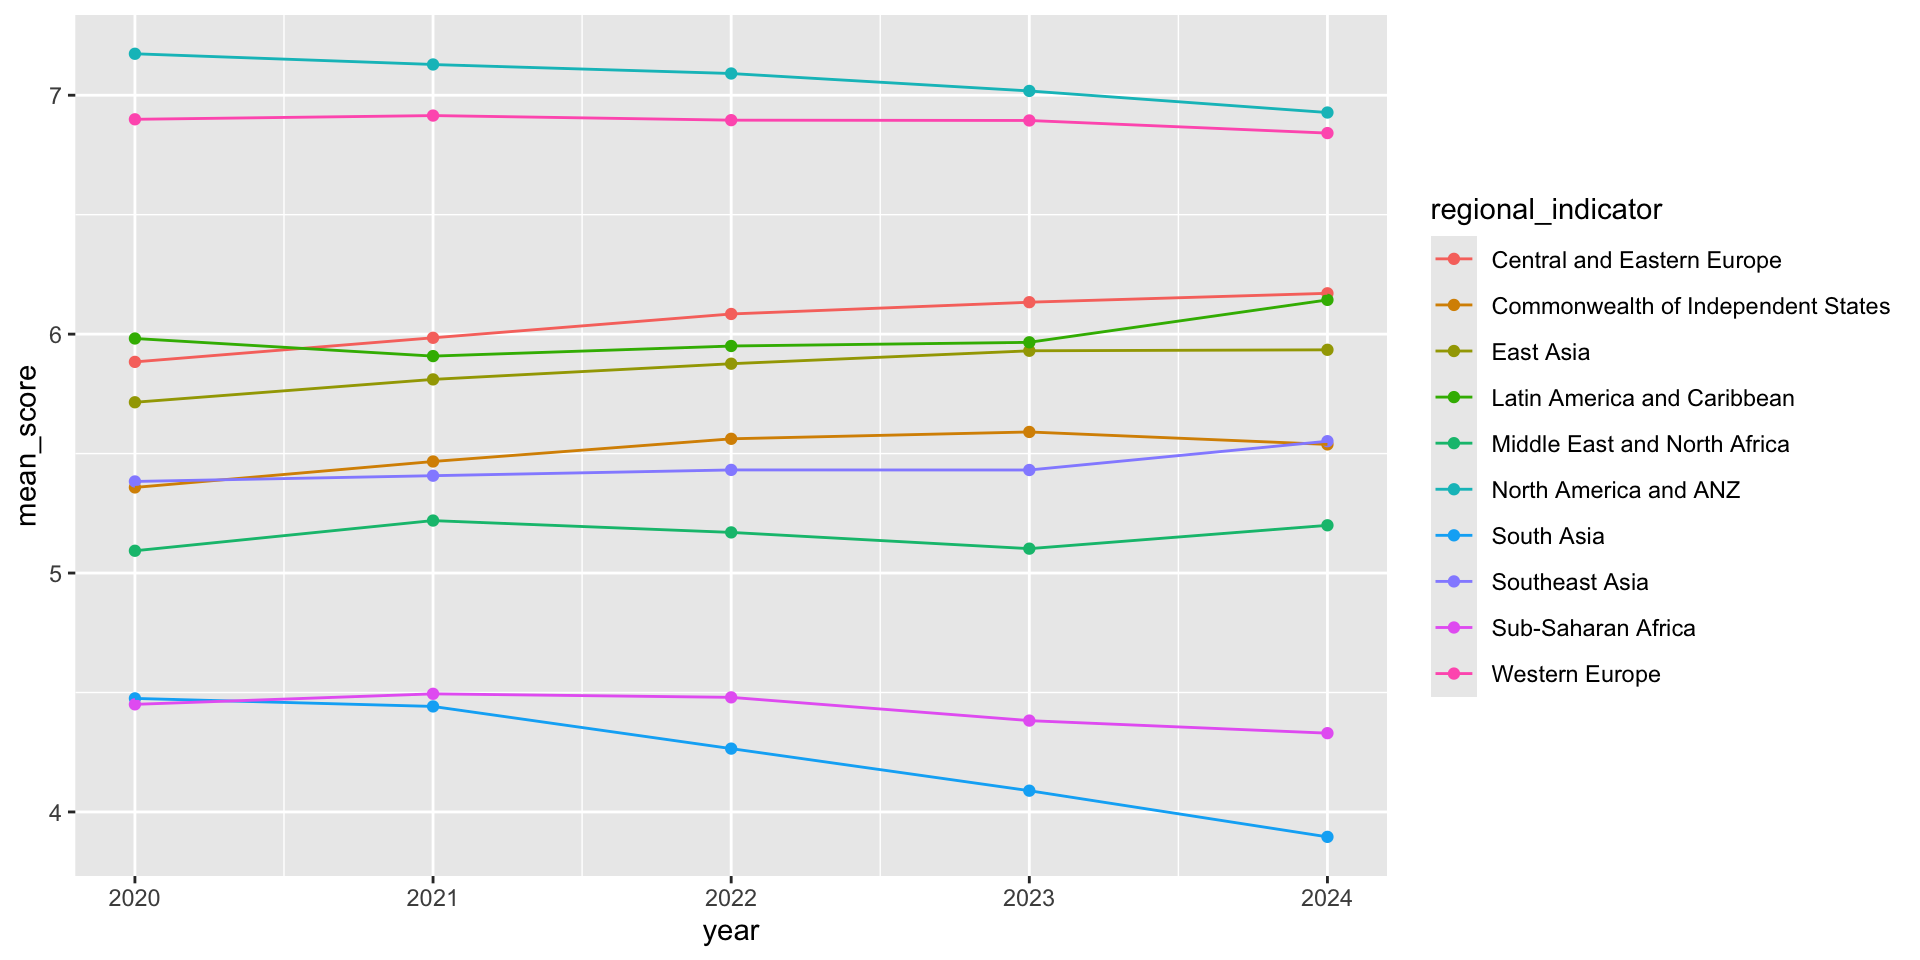 7
6
5
4
mean_score
2020
2021
2022
2023
2024
year
regional_indicator
Central and Eastern Europe
Commonwealth of Independent States
East Asia
Latin America and Caribbean
Middle East and North Africa
North America and ANZ
South Asia
Southeast Asia
Sub-Saharan Africa
Western Europe